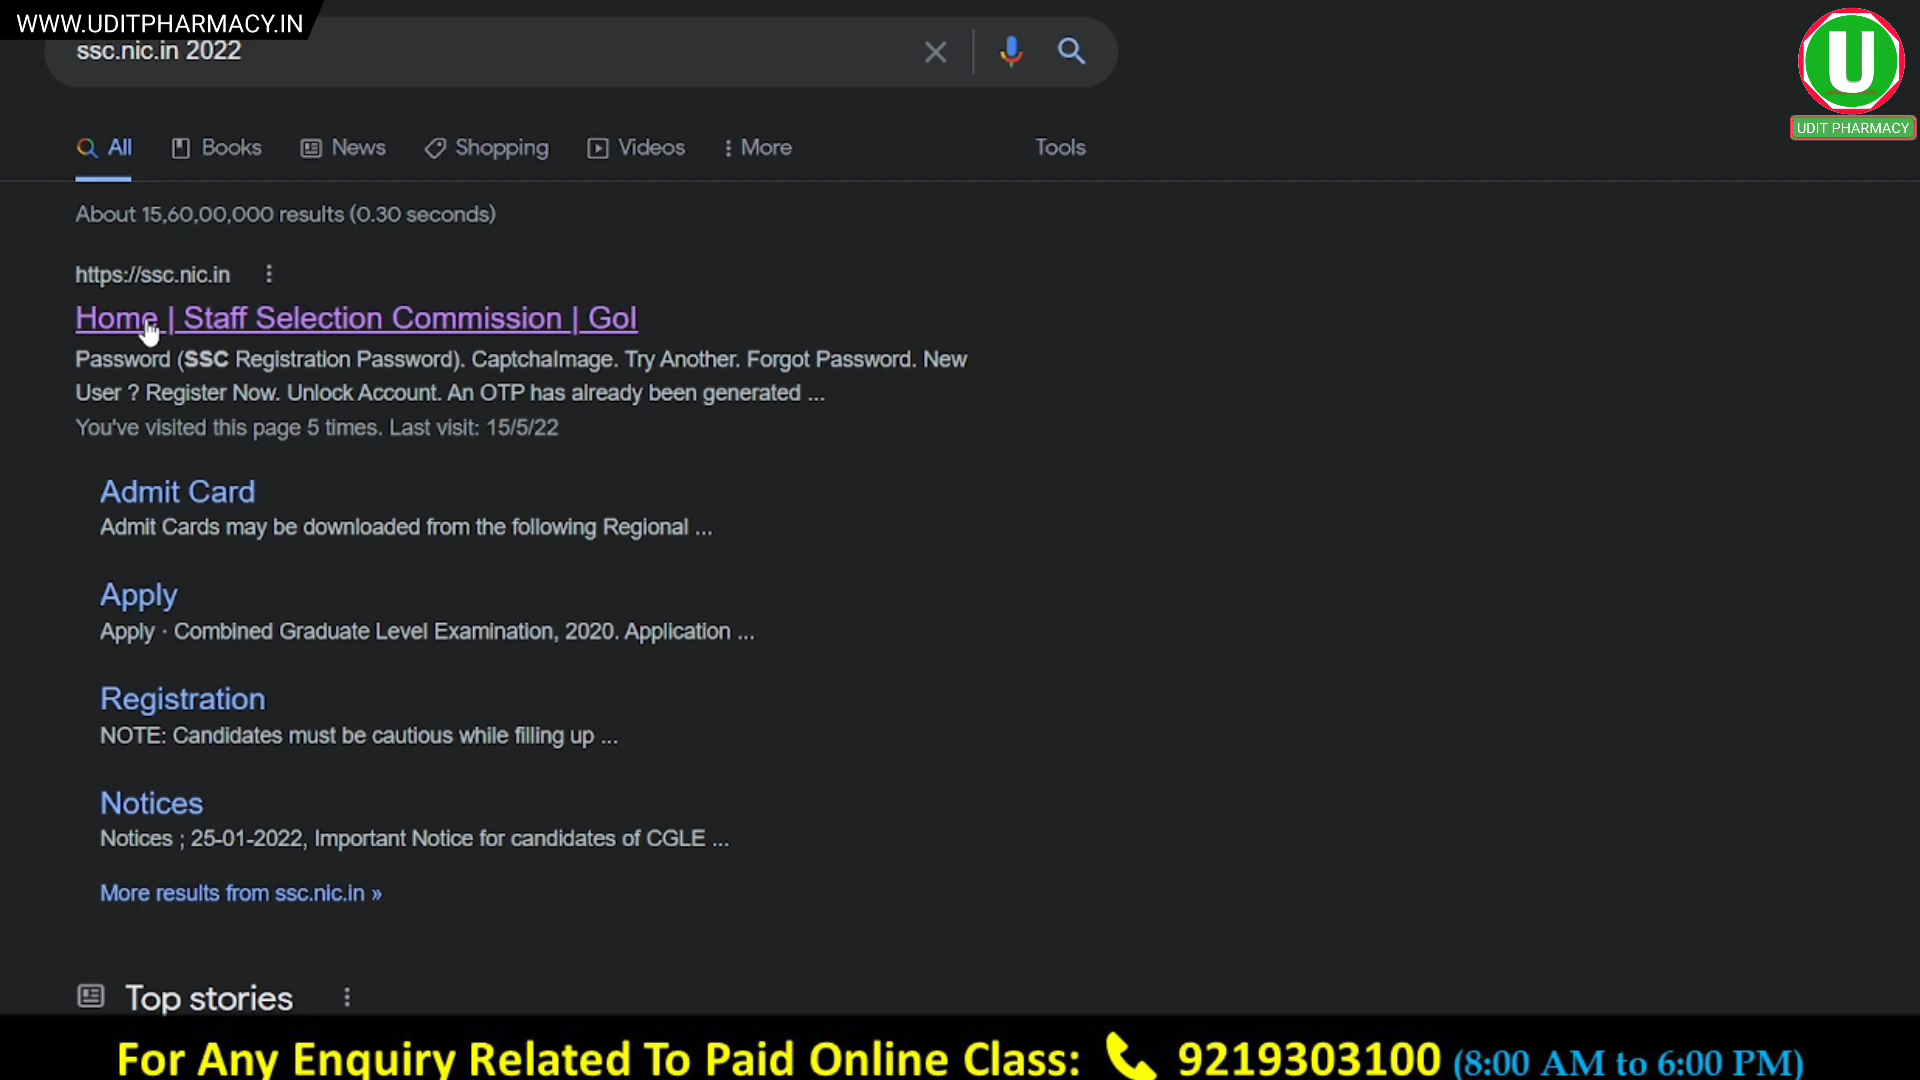 WWW.UDITPHARMACY.IN
ssc.nic.in 2022
U
UDIT PHARMACY
All Books News Shopping Videos More Tools
About 15,60,00,000 results (0.30 seconds)
https://ssc.nic.in
Home | Staff Selection Commission | GoI
Password (SSC Registration Password). CaptchaImage. Try Another. Forgot Password. New
User ? Register Now. Unlock Account. An OTP has already been generated ...
You've visited this page 5 times. Last visit: 15/5/22
Admit Card
Admit Cards may be downloaded from the following Regional ...
Apply
Apply · Combined Graduate Level Examination, 2020. Application ...
Registration
NOTE: Candidates must be cautious while filling up ...
Notices
Notices ; 25-01-2022, Important Notice for candidates of CGLE ...
More results from ssc.nic.in »
Top stories
For Any Enquiry Related To Paid Online Class: 9219303100 (8:00 AM to 6:00 PM)